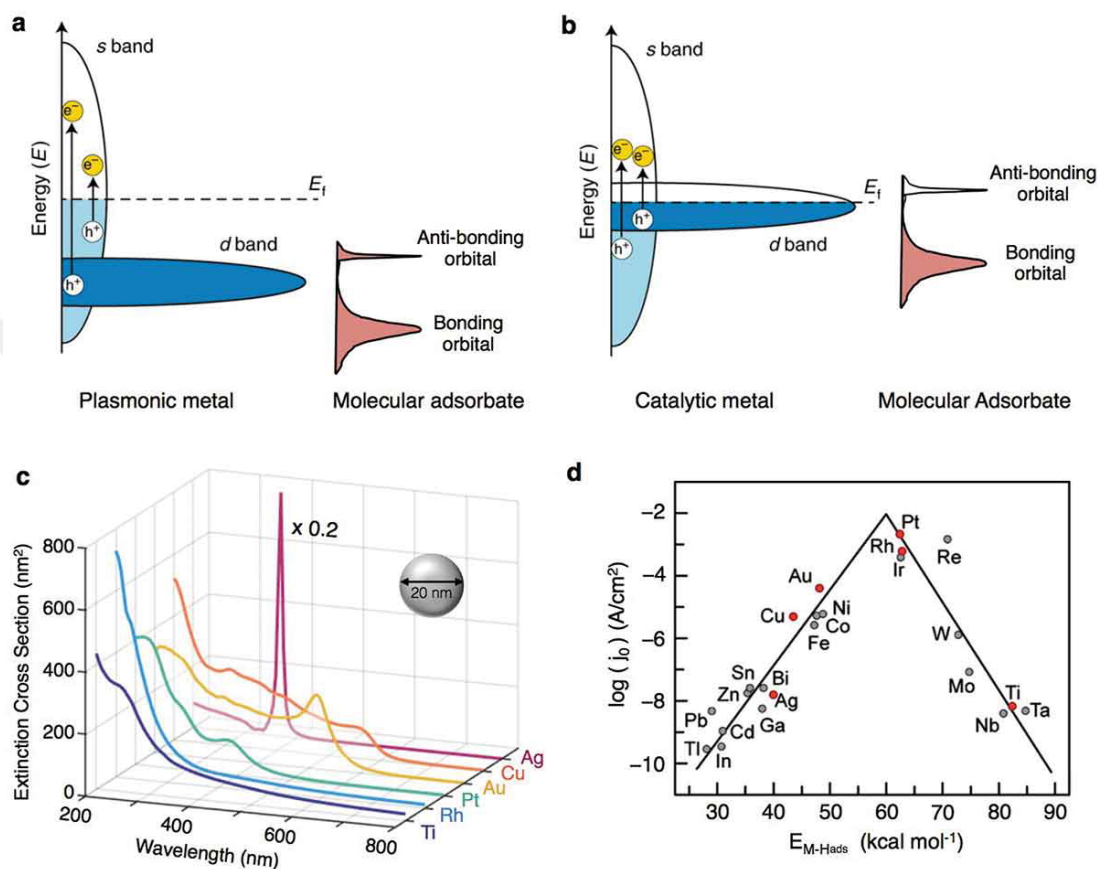 a
s band
Energy (E)
e⁻
e⁻
h⁺
h⁺
E_f
d band
Anti-bonding
orbital
Bonding
orbital
Plasmonic metal
Molecular adsorbate
b
s band
Energy (E)
e⁻
e⁻
h⁺
h⁺
E_f
d band
Anti-bonding
orbital
Bonding
orbital
Catalytic metal
Molecular Adsorbate
c
Extinction Cross Section (nm²)
800
600
400
200
0
200
400
600
800
Wavelength (nm)
x 0.2
20 nm
Ag
Cu
Au
Pt
Rh
Ti
d
log ( j₀) (A/cm²)
−2
−4
−6
−8
−10
Pt
Rh
Ir
Re
Au
Cu
Ni
Co
Fe
W
Mo
Sn
Bi
Zn
Ag
Ga
Pb
Cd
Tl
In
Ti
Nb
Ta
30
40
50
60
70
80
90
E_M-Hads (kcal mol⁻¹)